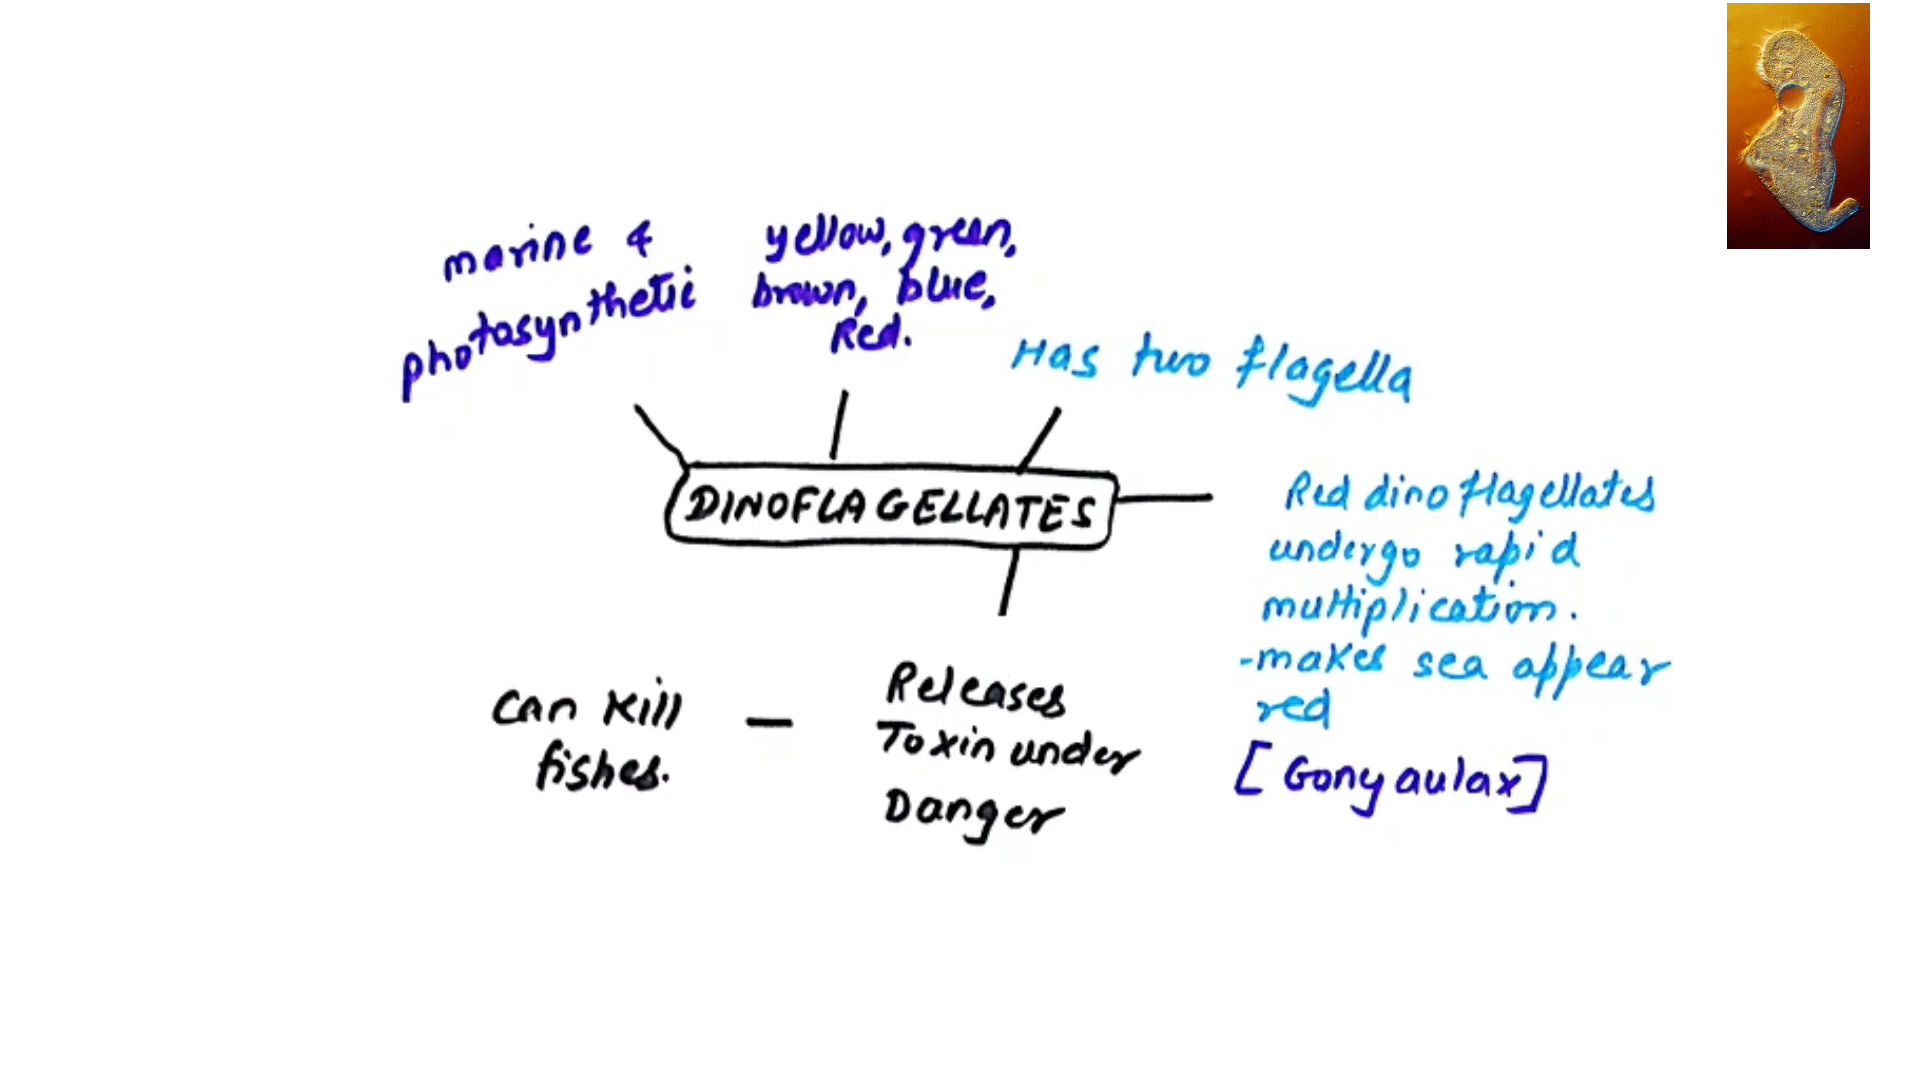 marine &
photosynthetic
yellow, green,
brown, blue,
Red.
Has two flagella
DINOFLAGELLATES
Red dinoflagellates
undergo rapid
multiplication.
-makes sea appear
red
[Gonyaulax]
Releases
Toxin under
Danger
—
can kill
fishes.